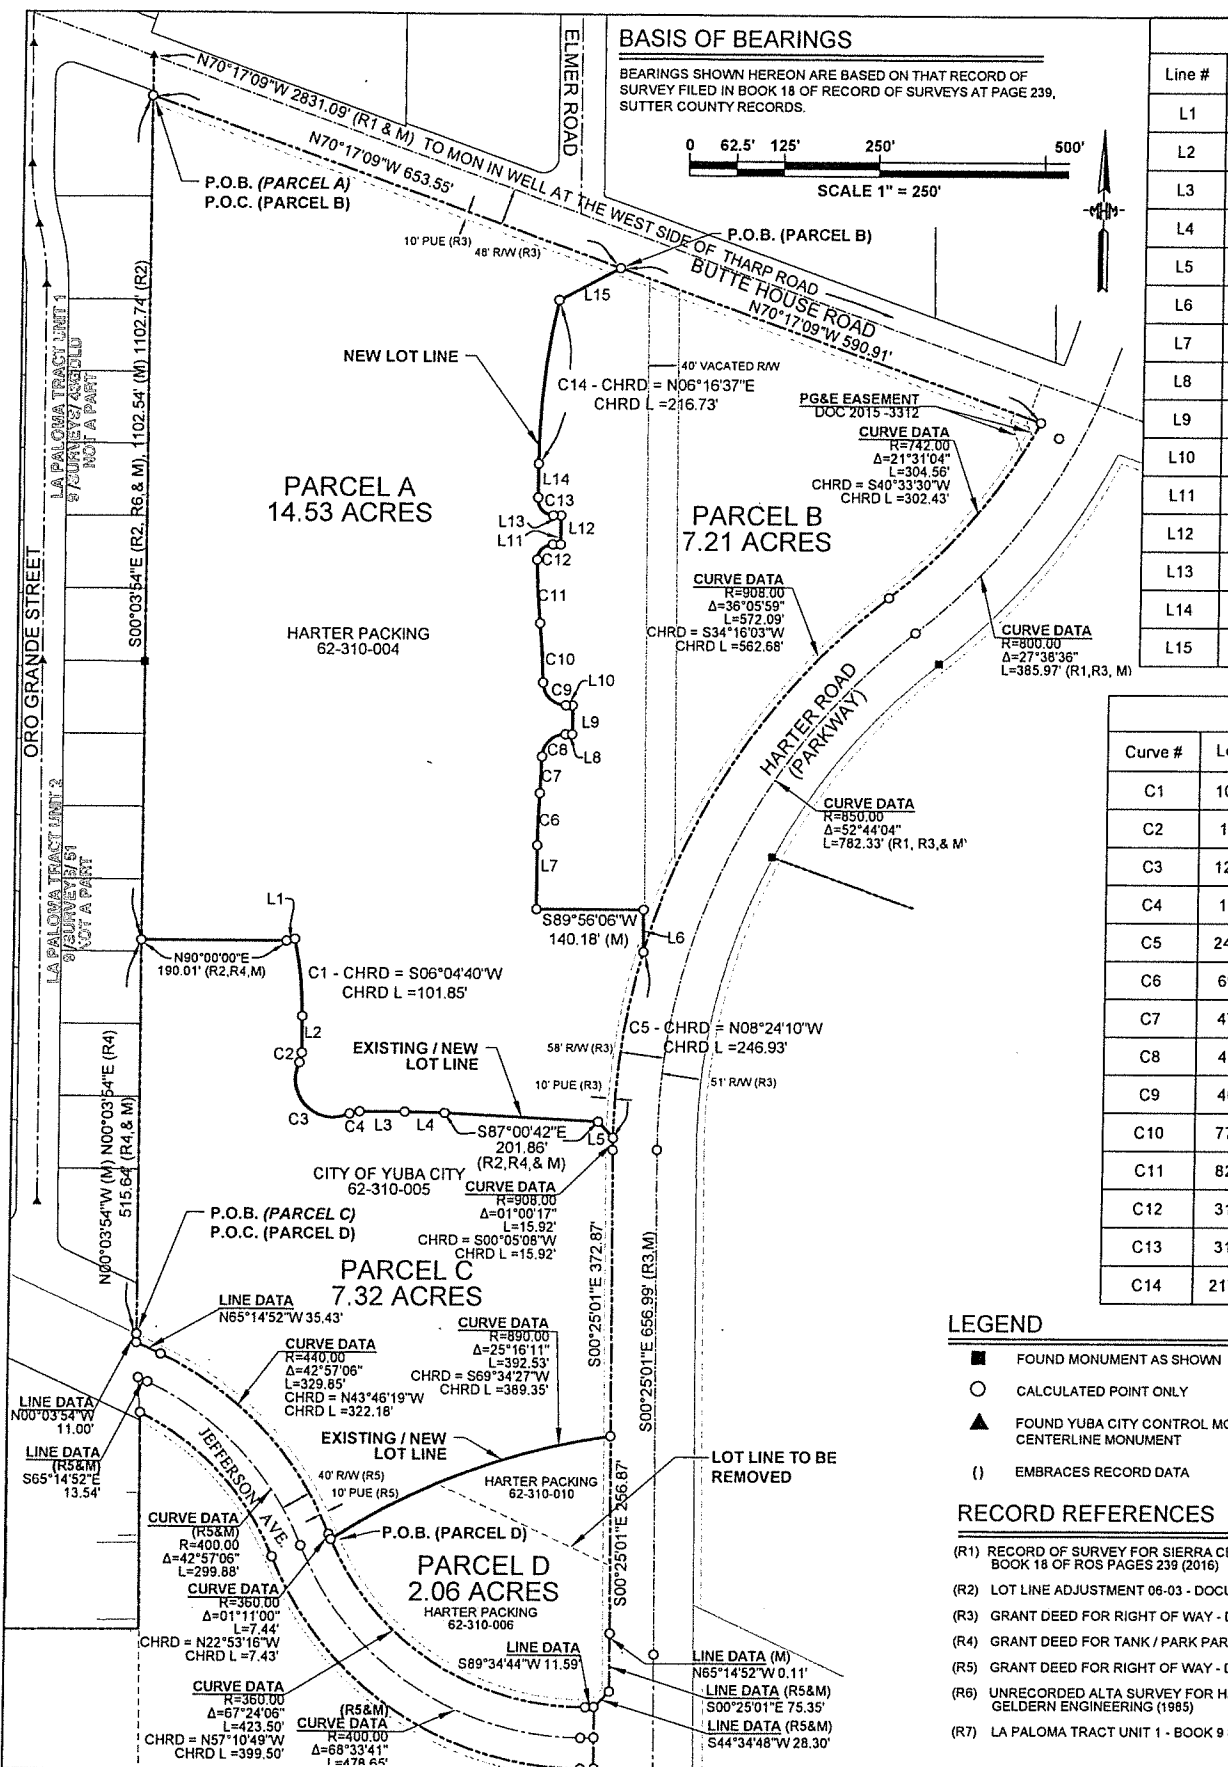 BASIS OF BEARINGS
BEARINGS SHOWN HEREON ARE BASED ON THAT RECORD OF
SURVEY FILED IN BOOK 18 OF RECORD OF SURVEYS AT PAGE 239,
SUTTER COUNTY RECORDS.
0 62.5' 125' 250' 500'
SCALE 1" = 250'
ELMER ROAD
N70°17'09"W 2831.09' (R1 & M) TO MON IN WELL AT THE WEST SIDE OF THARP ROAD
N70°17'09"W 653.55'
P.O.B. (PARCEL A)
P.O.C. (PARCEL B)
10' PUE (R3)
48' R/W (R3)
P.O.B. (PARCEL B)
BUTTE HOUSE ROAD
N70°17'09"W 590.91'
L15
NEW LOT LINE
40' VACATED R/W
C14 - CHRD = N06°16'37"E
CHRD L =216.73'
PG&E EASEMENT
DOC 2015 -3312
CURVE DATA
R=742.00
Δ=21°31'04"
L=304.56'
CHRD = S40°33'30"W
CHRD L =302.43'
LA PALOMA TRACT UNIT 1
NOT A PART
S00°03'54"E (R2, R6,& M), 1102.54' (M) 1102.74' (R2)
ORO GRANDE STREET
PARCEL A
14.53 ACRES
L14
C13
L13
L12
L11
C12
C11
PARCEL B
7.21 ACRES
CURVE DATA
R=908.00
Δ=36°05'59"
L=572.09'
CHRD = S34°16'03"W
CHRD L =562.68'
HARTER PACKING
62-310-004
CURVE DATA
R=800.00
Δ=27°38'36"
L=385.97' (R1,R3, M)
C10
L10
C9
L9
C8
L8
C7
C6
L7
HARTER ROAD
(PARKWAY)
CURVE DATA
R=850.00
Δ=52°44'04"
L=782.33' (R1, R3,& M'
LA PALOMA TRACT UNIT 2
NOT A PART
L1
N90°00'00"E
190.01' (R2,R4,M)
S89°56'06"W
140.18' (M)
L6
C1 - CHRD = S06°04'40"W
CHRD L =101.85'
L2
C2
C3
C4
L3
L4
EXISTING / NEW
LOT LINE
C5 - CHRD = N08°24'10"W
CHRD L =246.93'
58' R/W (R3)
10' PUE (R3)
51' R/W (R3)
S87°00'42"E
201.86'
(R2,R4,& M)
L5
N00°03'54"W (M) N00°03'54"E (R4)
515.64' (R4,& M)
CITY OF YUBA CITY
62-310-005
CURVE DATA
R=908.00
Δ=01°00'17"
L=15.92'
CHRD = S00°05'08"W
CHRD L =15.92'
P.O.B. (PARCEL C)
P.O.C. (PARCEL D)
PARCEL C
7.32 ACRES
S00°25'01"E 372.87'
S00°25'01"E 656.99' (R3,M)
LINE DATA
N65°14'52"W 35.43'
CURVE DATA
R=440.00
Δ=42°57'06"
L=329.85'
CHRD = N43°46'19"W
CHRD L =322.18'
CURVE DATA
R=890.00
Δ=25°16'11"
L=392.53'
CHRD = S69°34'27"W
CHRD L =389.35'
LINE DATA
N00°03'54"W
11.00'
LINE DATA
(R5&M)
S65°14'52"E
13.54'
JEFFERSON AVE.
EXISTING / NEW
LOT LINE
40' R/W (R5)
10' PUE (R5)
HARTER PACKING
62-310-010
LOT LINE TO BE
REMOVED
CURVE DATA
(R5&M)
R=400.00
Δ=42°57'06"
L=299.88'
P.O.B. (PARCEL D)
PARCEL D
2.06 ACRES
HARTER PACKING
62-310-006
S00°25'01"E 256.87'
CURVE DATA
R=360.00
Δ=01°11'00"
L=7.44'
CHRD = N22°53'16"W
CHRD L =7.43'
LINE DATA
S89°34'44"W 11.59'
LINE DATA (M)
N65°14'52"W 0.11'
LINE DATA (R5&M)
S00°25'01"E 75.35'
LINE DATA (R5&M)
S44°34'48"W 28.30'
CURVE DATA
R=360.00
Δ=67°24'06"
L=423.50'
CHRD = N57°10'49"W
CHRD L =399.50'
(R5&M)
CURVE DATA
R=400.00
Δ=68°33'41"
L=478.65'
Line #
L1
L2
L3
L4
L5
L6
L7
L8
L9
L10
L11
L12
L13
L14
L15
Curve #
C1
C2
C3
C4
C5
C6
C7
C8
C9
C10
C11
C12
C13
C14
LEGEND
FOUND MONUMENT AS SHOWN
CALCULATED POINT ONLY
FOUND YUBA CITY CONTROL
CENTERLINE MONUMENT
() EMBRACES RECORD DATA
RECORD REFERENCES
(R1) RECORD OF SURVEY FOR SIERRA
BOOK 18 OF ROS PAGES 239 (2016)
(R2) LOT LINE ADJUSTMENT 06-03 -
(R3) GRANT DEED FOR RIGHT OF WAY -
(R4) GRANT DEED FOR TANK / PARK
(R5) GRANT DEED FOR RIGHT OF WAY -
(R6) UNRECORDED ALTA SURVEY FOR
GELDERN ENGINEERING (1985)
(R7) LA PALOMA TRACT UNIT 1 - BOOK 9